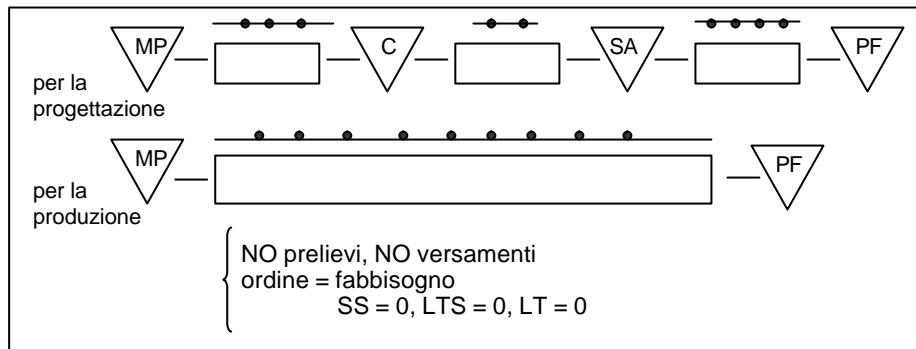 MP C SA PF
per la
progettazione
MP PF
per la
produzione
NO prelievi, NO versamenti
ordine = fabbisogno
SS = 0, LTS = 0, LT = 0